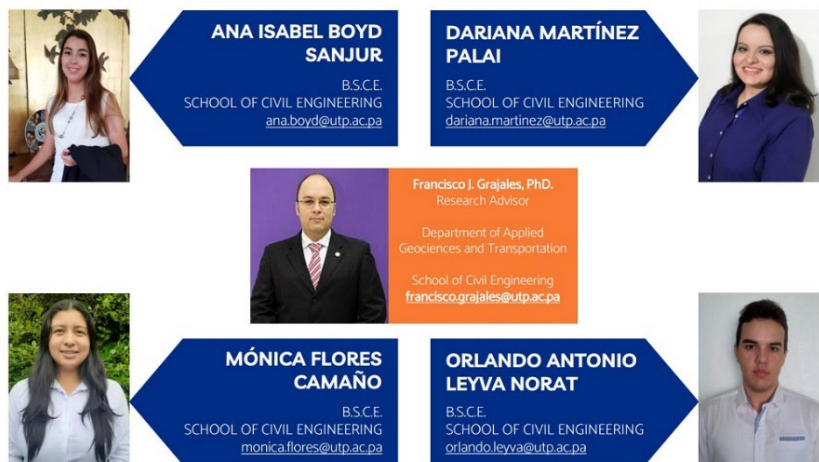 ANA ISABEL BOYD
SANJUR
B.S.C.E.
SCHOOL OF CIVIL ENGINEERING
ana.boyd@utp.ac.pa
DARIANA MARTÍNEZ
PALAI
B.S.C.E.
SCHOOL OF CIVIL ENGINEERING
dariana.martinez@utp.ac.pa
Francisco J. Grajales, PhD.
Research Advisor
Department of Applied
Geociences and Transportation
School of Civil Engineering
francisco.grajales@utp.ac.pa
MÓNICA FLORES
CAMAÑO
B.S.C.E.
SCHOOL OF CIVIL ENGINEERING
monica.flores@utp.ac.pa
ORLANDO ANTONIO
LEYVA NORAT
B.S.C.E.
SCHOOL OF CIVIL ENGINEERING
orlando.leyva@utp.ac.pa